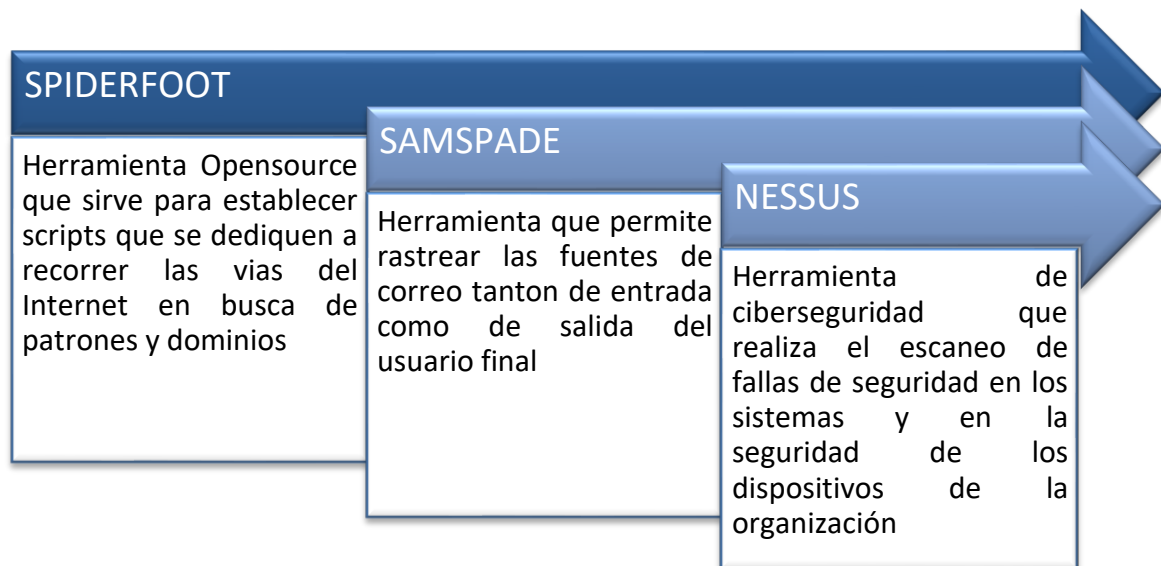 SPIDERFOOT
Herramienta Opensource
que sirve para establecer
scripts que se dediquen a
recorrer las vias del
Internet en busca de
patrones y dominios
SAMSPADE
Herramienta que permite
rastrear las fuentes de
correo tanton de entrada
como de salida del
usuario final
NESSUS
Herramienta de
ciberseguridad que
realiza el escaneo de
fallas de seguridad en los
sistemas y en la
seguridad de los
dispositivos de la
organización